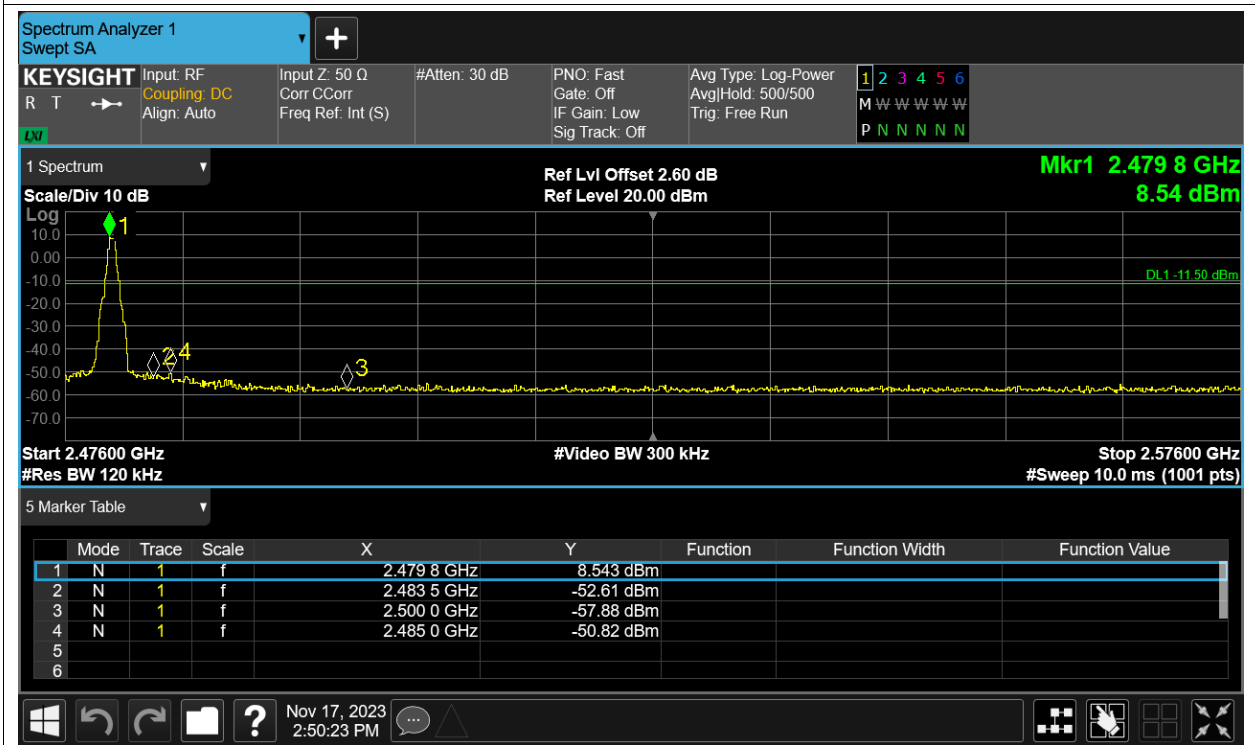 Spectrum Analyzer 1
Swept SA
+
KEYSIGHT Input: RF Input Z: 50 Ω #Atten: 30 dB PNO: Fast Avg Type: Log-Power 1 2 3 4 5 6
R T Coupling: DC Corr CCorr Gate: Off Avg|Hold: 500/500 M W W W W W
Align: Auto Freq Ref: Int (S) IF Gain: Low Trig: Free Run
LXI Sig Track: Off P N N N N N
1 Spectrum Ref Lvl Offset 2.60 dB Mkr1 2.479 8 GHz
Scale/Div 10 dB Ref Level 20.00 dBm 8.54 dBm
Log
1
10.0
0.00
-10.0 DL1 -11.50 dBm
-20.0
-30.0
-40.0 2 4
-50.0 3
-60.0
-70.0
Start 2.47600 GHz #Video BW 300 kHz Stop 2.57600 GHz
#Res BW 120 kHz #Sweep 10.0 ms (1001 pts)
5 Marker Table
Mode Trace Scale X Y Function Function Width Function Value
1 N 1 f 2.479 8 GHz 8.543 dBm
2 N 1 f 2.483 5 GHz -52.61 dBm
3 N 1 f 2.500 0 GHz -57.88 dBm
4 N 1 f 2.485 0 GHz -50.82 dBm
5
6
? Nov 17, 2023
2:50:23 PM